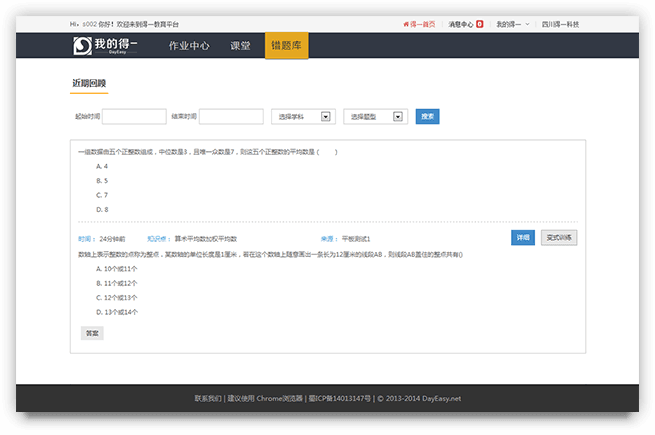 Hi，s002 你好！欢迎来到得一教育平台
得一首页 消息中心 0 我的得一 四川得一科技
我的得一 DayEasy 作业中心 课堂 错题库
近期回顾
起始时间 结束时间 选择学科 选择题型 搜索
一组数据由五个正整数组成，中位数是3，且唯一众数是7，则这五个正整数的平均数是 ( )
A. 4
B. 5
C. 7
D. 8
时间： 24分钟前 知识点： 算术平均数加权平均数 来源： 平板测试1 详细 变式训练
数轴上表示整数的点称为整点，某数轴的单位长度是1厘米，若在这个数轴上随意画出一条长为12厘米的线段AB，则线段AB盖住的整点共有()
A. 10个或11个
B. 11个或12个
C. 12个或13个
D. 13个或14个
答案
联系我们 | 建议使用 Chrome浏览器 | 蜀ICP备14013147号 | © 2013-2014 DayEasy.net